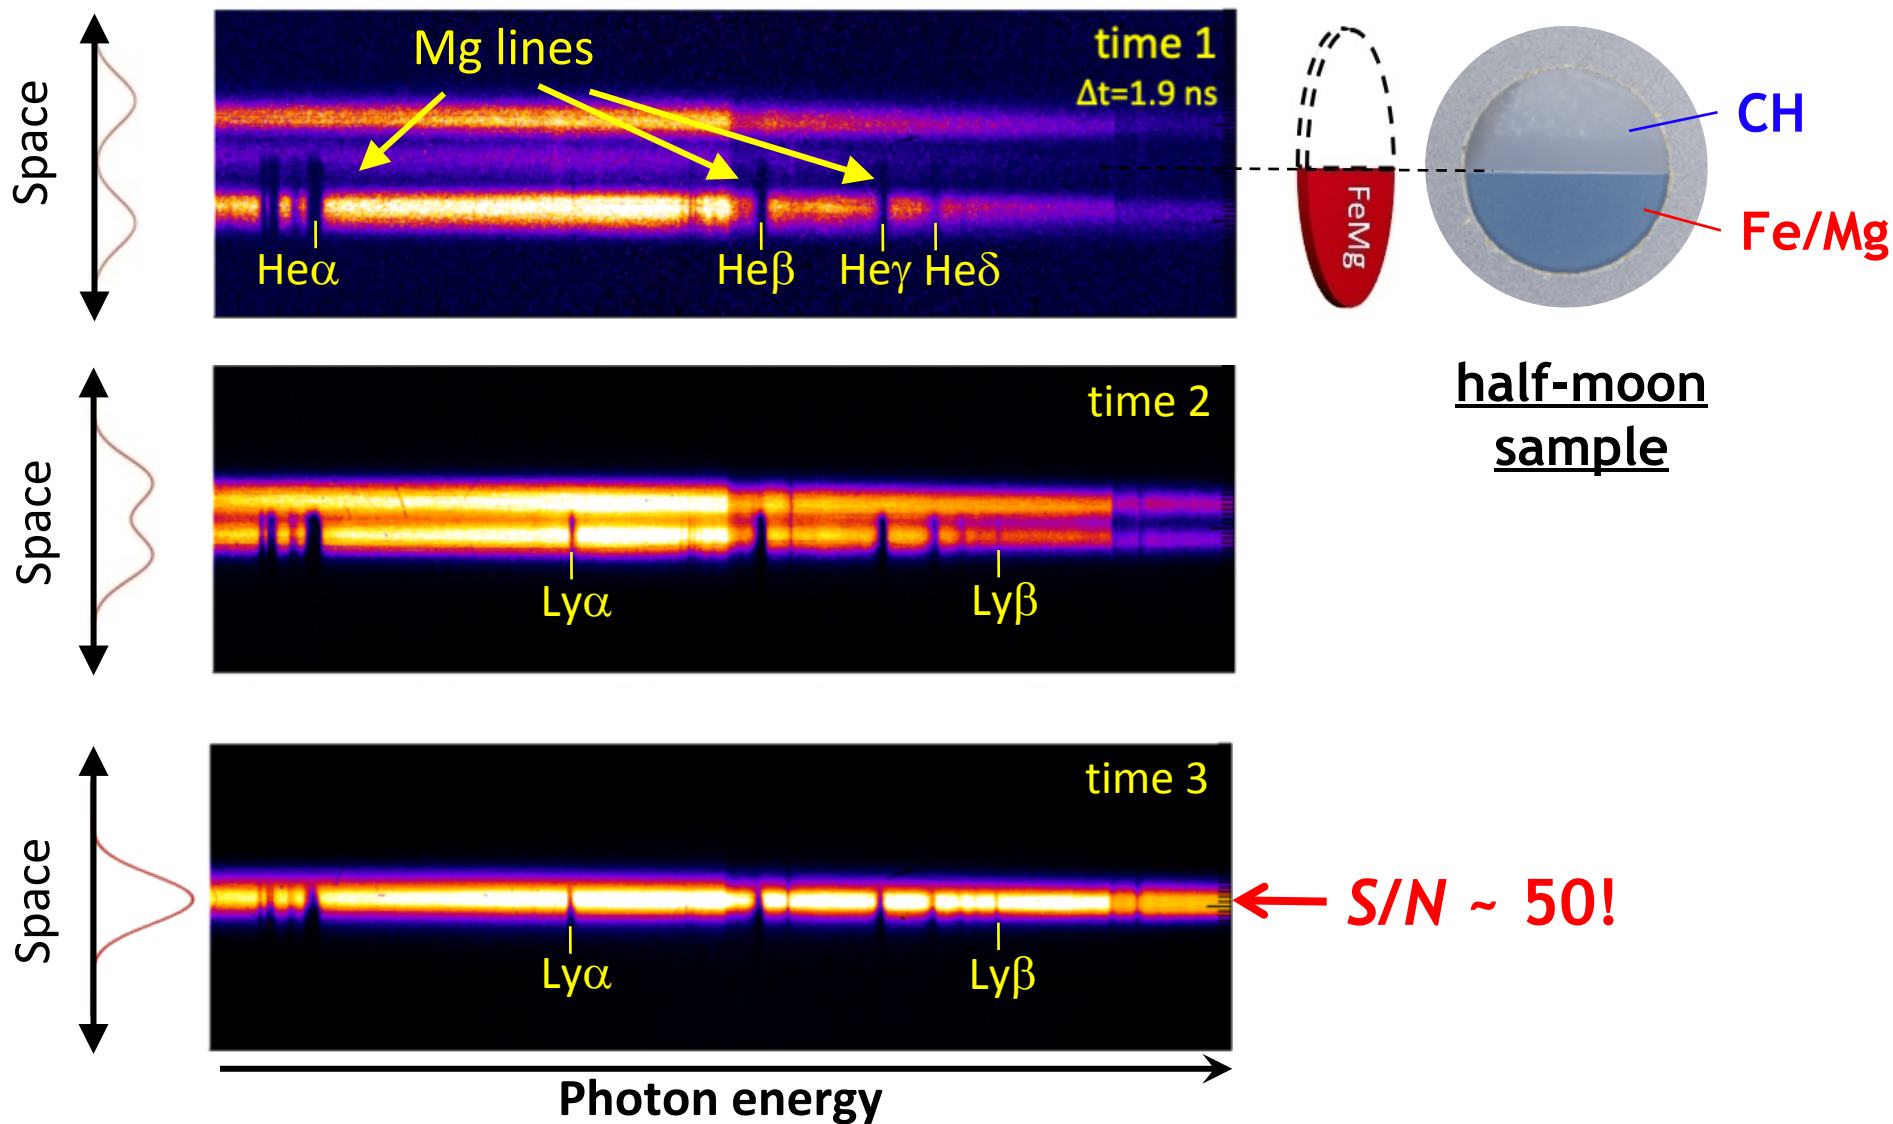 Space
Mg lines
time 1
Δt=1.9 ns
Heα
Heβ
Heγ
Heδ
FeMg
CH
Fe/Mg
half-moon
sample
Space
time 2
Lyα
Lyβ
Space
time 3
Lyα
Lyβ
S/N ~ 50!
Photon energy